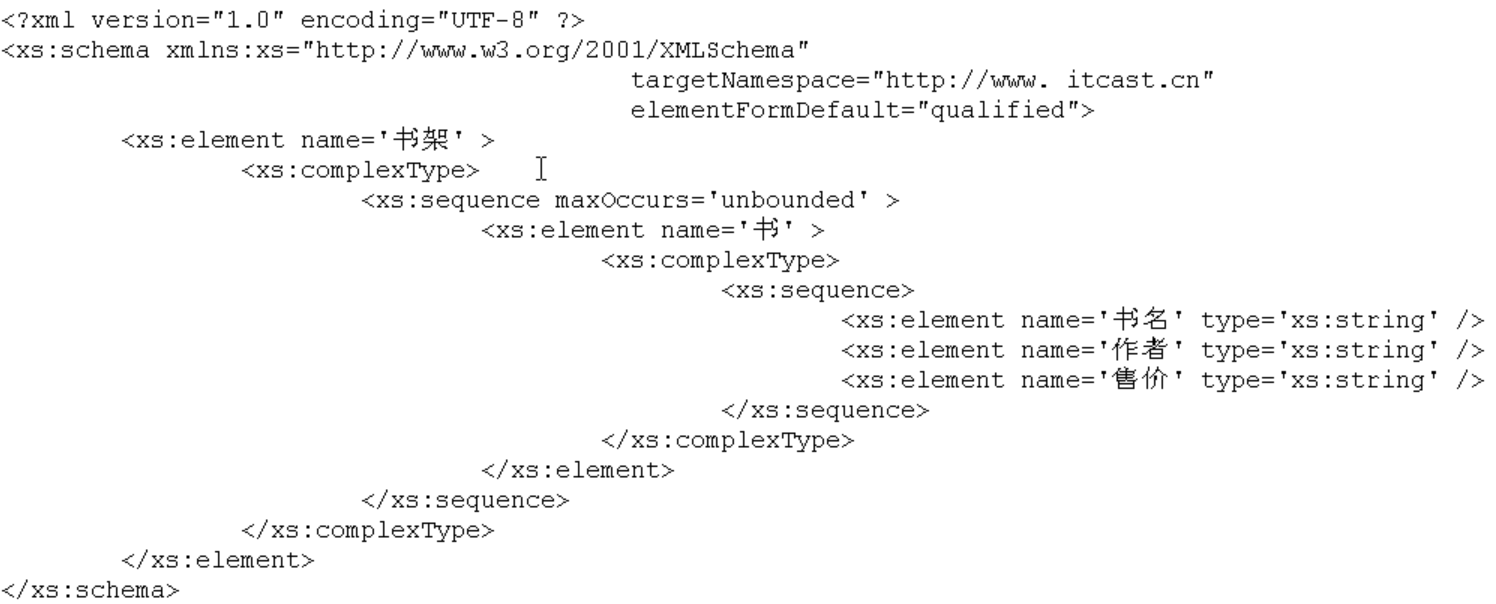 <?xml version="1.0" encoding="UTF-8" ?>
<xs:schema xmlns:xs="http://www.w3.org/2001/XMLSchema"
targetNamespace="http://www. itcast.cn"
elementFormDefault="qualified">
<xs:element name='书架' >
<xs:complexType>
<xs:sequence maxOccurs='unbounded' >
<xs:element name='书' >
<xs:complexType>
<xs:sequence>
<xs:element name='书名' type='xs:string' />
<xs:element name='作者' type='xs:string' />
<xs:element name='售价' type='xs:string' />
</xs:sequence>
</xs:complexType>
</xs:element>
</xs:sequence>
</xs:complexType>
</xs:element>
</xs:schema>